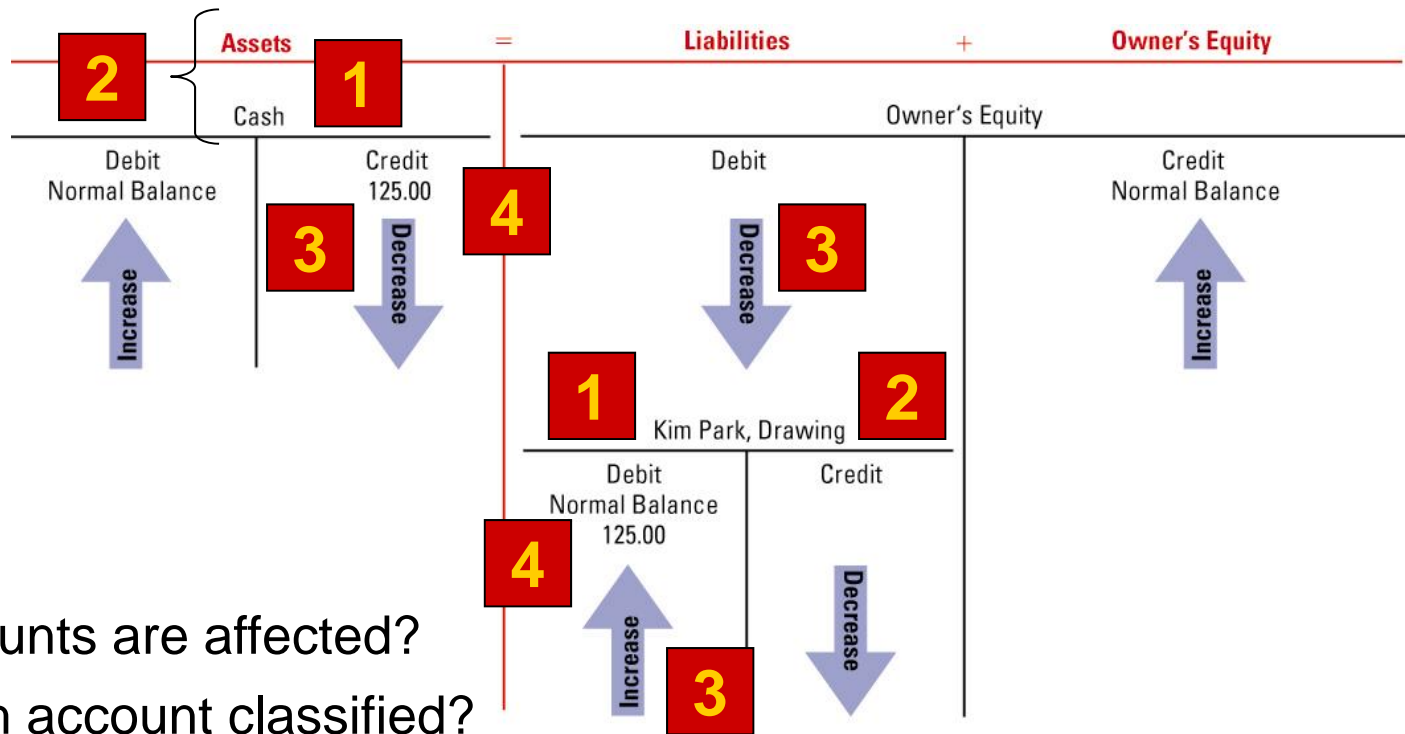 Assets = Liabilities + Owner's Equity
2
1
Cash
Owner's Equity
Debit
Normal Balance
Credit
125.00
Debit
Credit
Normal Balance
4
3
3
Increase
Decrease
Decrease
Increase
1
2
Kim Park, Drawing
Debit
Normal Balance
125.00
Credit
4
Increase
3
Decrease
unts are affected?
account classified?